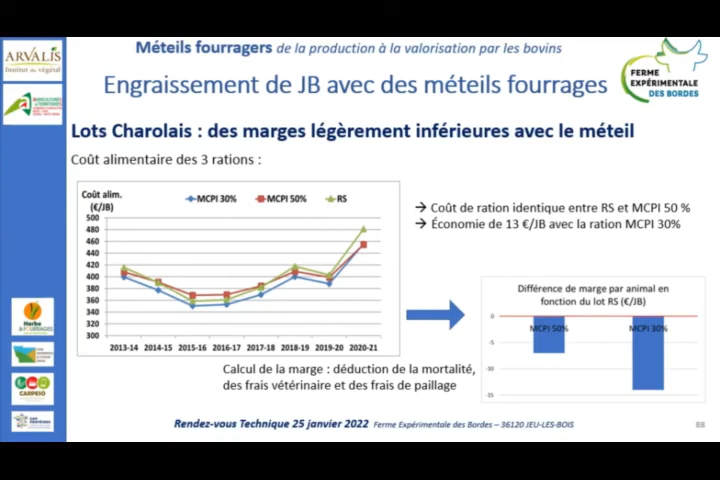 ARVALIS
Institut du végétal
Méteils fourragers de la production à la valorisation par les bovins
FERME
EXPÉRIMENTALE
DES BORDES
Engraissement de JB avec des méteils fourrages
Lots Charolais : des marges légèrement inférieures avec le méteil
Coût alimentaire des 3 rations :
Coût alim.
(€/JB)
MCPI 30%
MCPI 50%
RS
500
480
460
440
420
400
380
360
340
320
300
2013-14
2014-15
2015-16
2016-17
2017-18
2018-19
2019-20
2020-21
→ Coût de ration identique entre RS et MCPI 50 %
→ Économie de 13 €/JB avec la ration MCPI 30%
Différence de marge par animal en
fonction du lot RS (€/JB)
0
-5
MCPI 50%
MCPI 30%
-15
-35
Calcul de la marge : déduction de la mortalité,
des frais vétérinaire et des frais de paillage
Herbe
&FOURRAGES
CARPESO
Rendez-vous Technique 25 janvier 2022 Ferme Expérimentale des Bordes – 36120 JEU-LES-BOIS
88